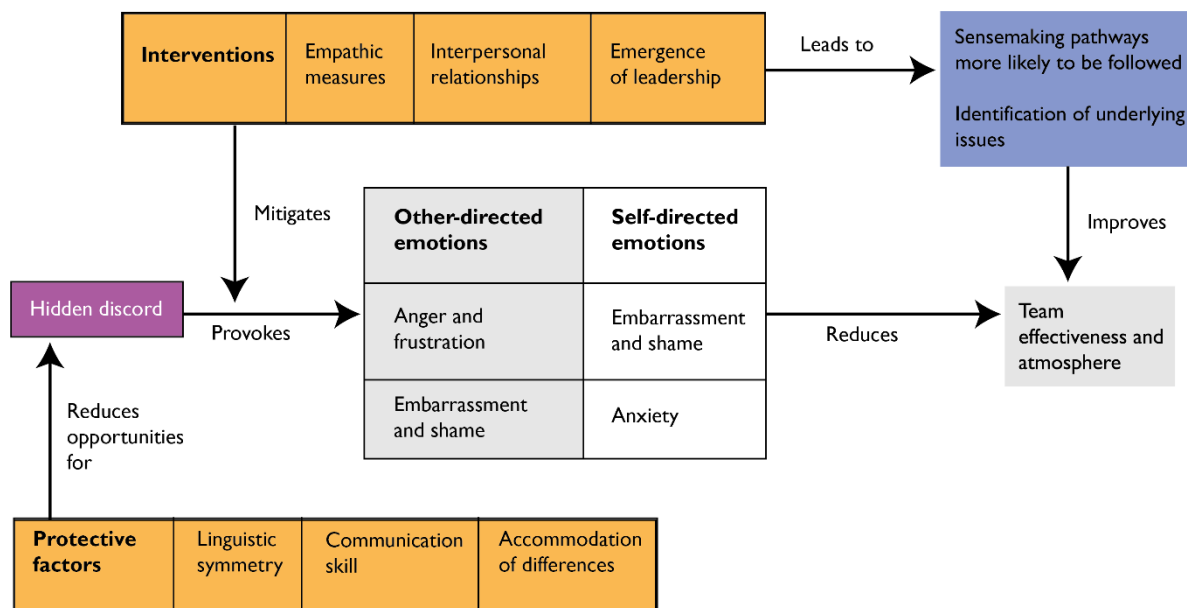 Interventions
Empathic
measures
Interpersonal
relationships
Emergence
of leadership
Leads to
Sensemaking pathways
more likely to be followed
Identification of underlying
issues
Mitigates
Other-directed
emotions
Self-directed
emotions
Improves
Hidden discord
Provokes
Anger and
frustration
Embarrassment
and shame
Reduces
Team
effectiveness and
atmosphere
Embarrassment
and shame
Anxiety
Reduces
opportunities
for
Protective
factors
Linguistic
symmetry
Communication
skill
Accommodation
of differences